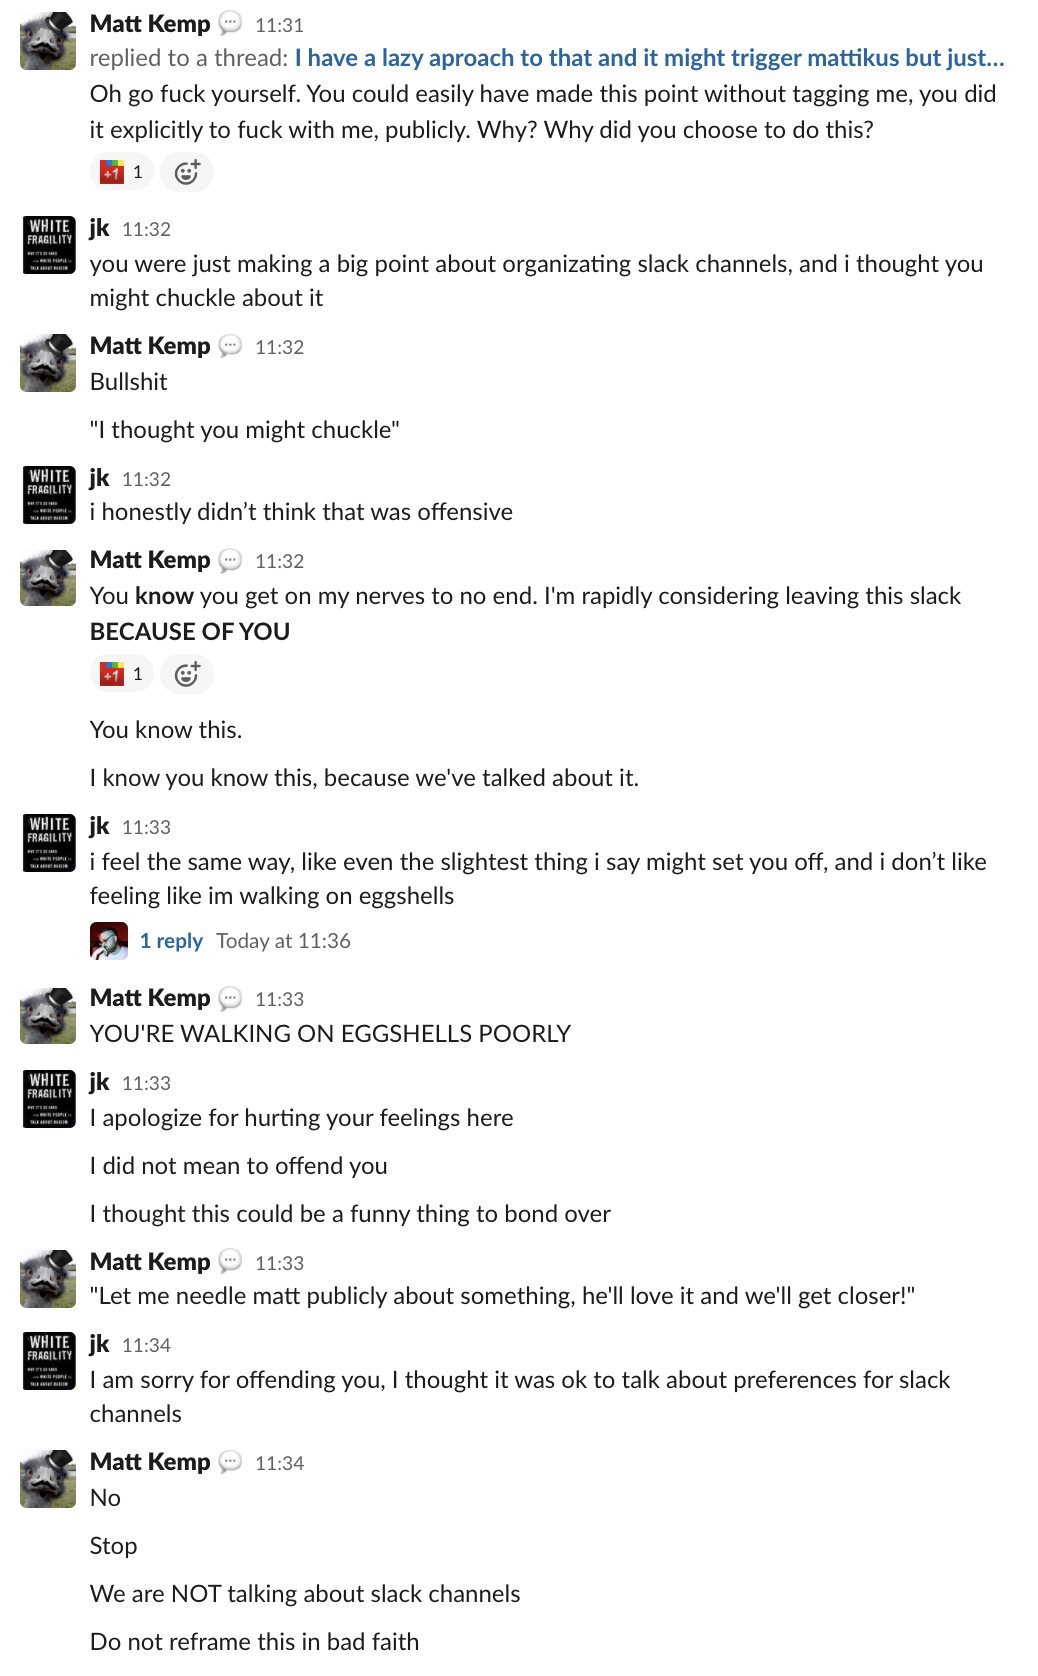 Matt Kemp 11:31
replied to a thread: I have a lazy aproach to that and it might trigger mattikus but just...
Oh go fuck yourself. You could easily have made this point without tagging me, you did
it explicitly to fuck with me, publicly. Why? Why did you choose to do this?
+1 1
WHITE
FRAGILITY
jk 11:32
you were just making a big point about organizating slack channels, and i thought you
might chuckle about it
Matt Kemp 11:32
Bullshit
"I thought you might chuckle"
WHITE
FRAGILITY
jk 11:32
i honestly didn't think that was offensive
Matt Kemp 11:32
You know you get on my nerves to no end. I'm rapidly considering leaving this slack
BECAUSE OF YOU
+1 1
You know this.
I know you know this, because we've talked about it.
WHITE
FRAGILITY
jk 11:33
i feel the same way, like even the slightest thing i say might set you off, and i don't like
feeling like im walking on eggshells
1 reply Today at 11:36
Matt Kemp 11:33
YOU'RE WALKING ON EGGSHELLS POORLY
WHITE
FRAGILITY
jk 11:33
I apologize for hurting your feelings here
I did not mean to offend you
I thought this could be a funny thing to bond over
Matt Kemp 11:33
"Let me needle matt publicly about something, he'll love it and we'll get closer!"
WHITE
FRAGILITY
jk 11:34
I am sorry for offending you, I thought it was ok to talk about preferences for slack
channels
Matt Kemp 11:34
No
Stop
We are NOT talking about slack channels
Do not reframe this in bad faith